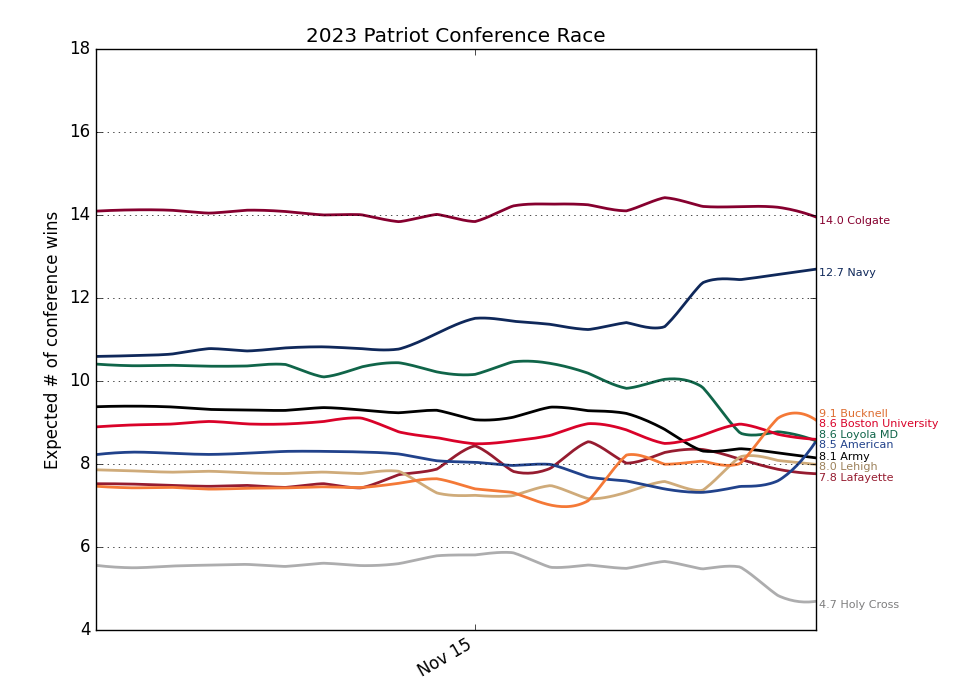 2023 Patriot Conference Race
Expected # of conference wins
18
16
14
12
10
8
6
4
Nov 15
14.0 Colgate
12.7 Navy
9.1 Bucknell
8.6 Boston University
8.6 Loyola MD
8.5 American
8.1 Army
8.0 Lehigh
7.8 Lafayette
4.7 Holy Cross